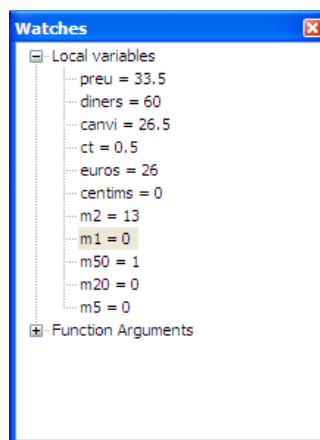 Watches
Local variables
preu = 33.5
diners = 60
canvi = 26.5
ct = 0.5
euros = 26
centims = 0
m2 = 13
m1 = 0
m50 = 1
m20 = 0
m5 = 0
Function Arguments